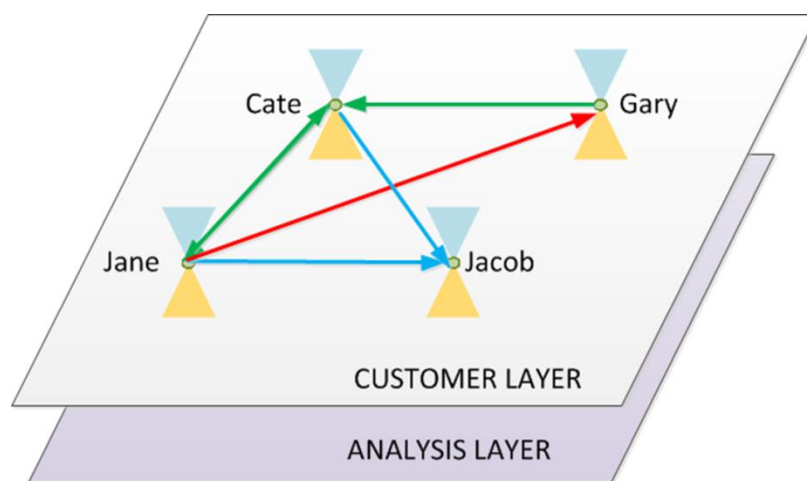 Cate
Gary
Jane
Jacob
CUSTOMER LAYER
ANALYSIS LAYER